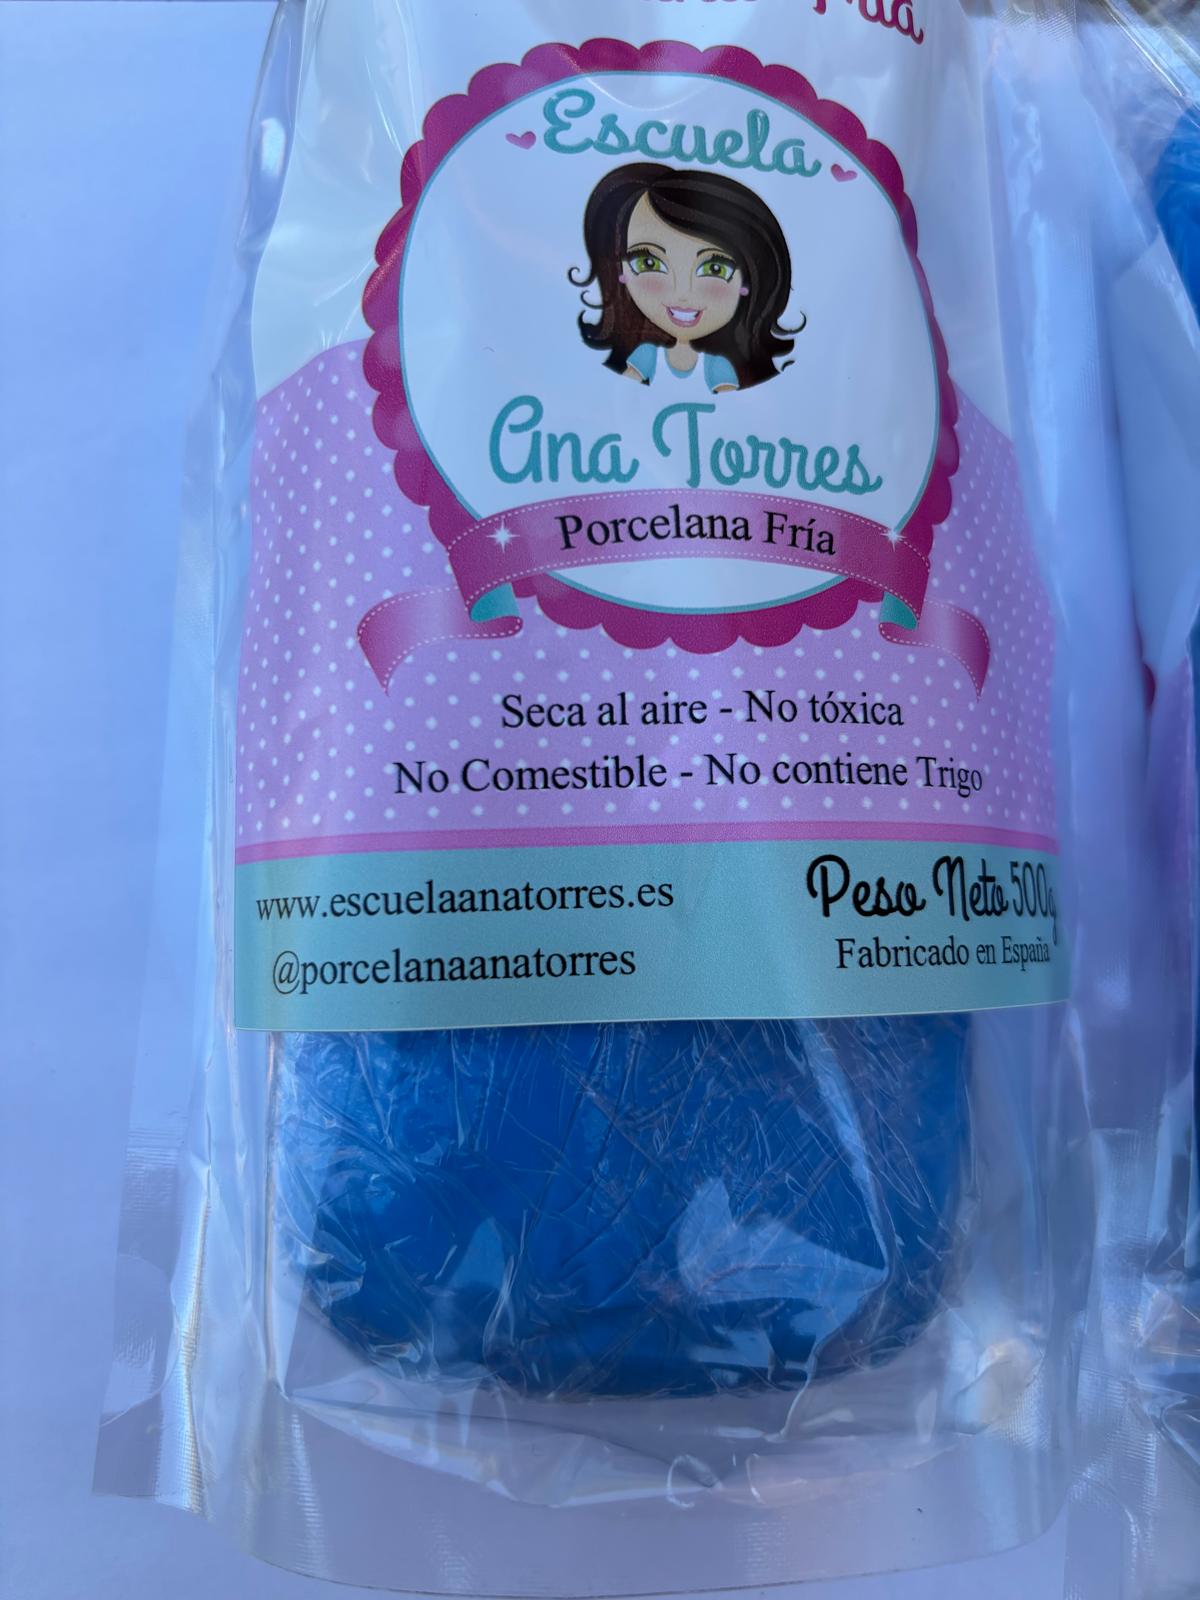 Fría
Escuela
Ana Torres
Porcelana Fría
Seca al aire - No tóxica
No Comestible - No contiene Trigo
www.escuelaanatorres.es
@porcelanaanatorres
Peso Neto 500g
Fabricado en España